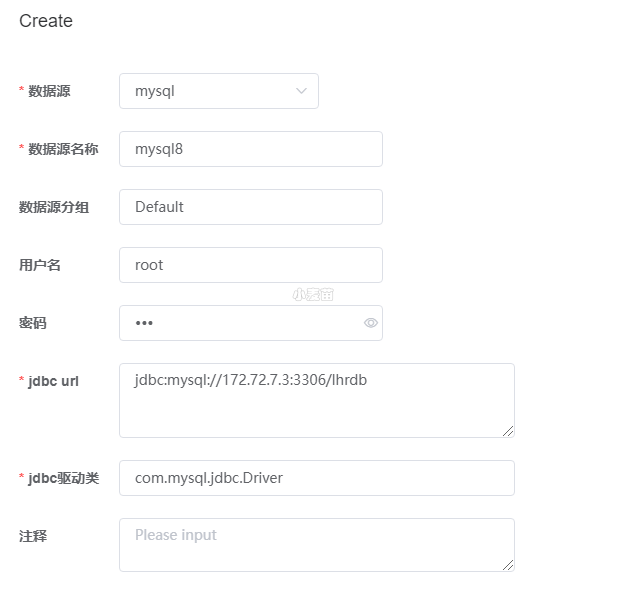 Create
* 数据源 mysql
* 数据源名称 mysql8
数据源分组 Default
用户名 root
小麦苗
密码 •••
* jdbc url jdbc:mysql://172.72.7.3:3306/lhrdb
* jdbc驱动类 com.mysql.jdbc.Driver
注释 Please input